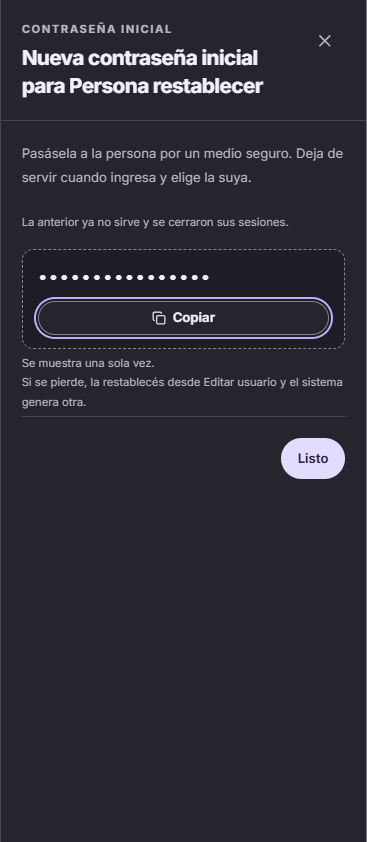 CONTRASEÑA INICIAL
Nueva contraseña inicial
para Persona restablecer
Pasásela a la persona por un medio seguro. Deja de
servir cuando ingresa y elige la suya.
La anterior ya no sirve y se cerraron sus sesiones.
••••••••••••••••
Copiar
Se muestra una sola vez.
Si se pierde, la restablecés desde Editar usuario y el sistema
genera otra.
Listo